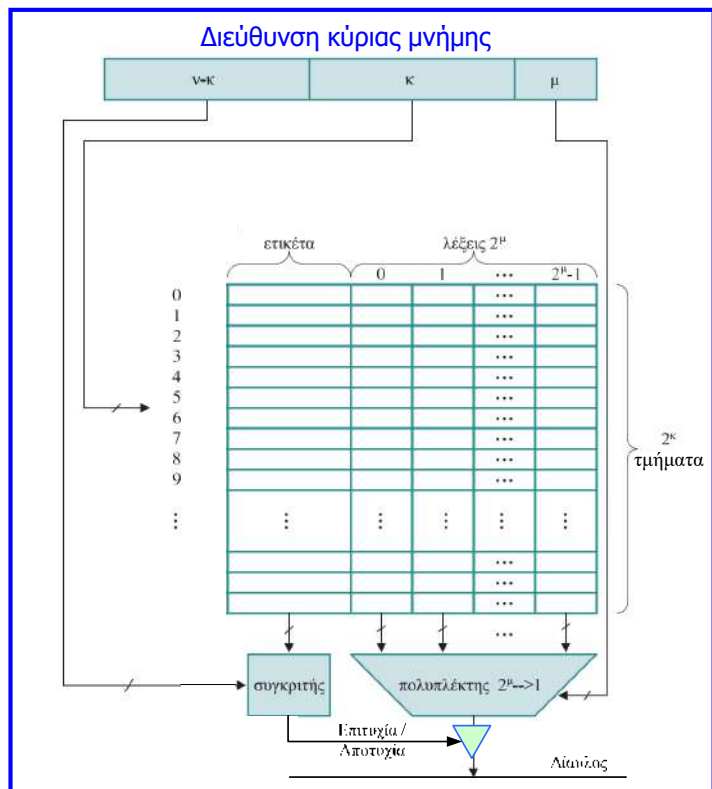 Διεύθυνση κύριας μνήμης
ν-κ κ μ
ετικέτα λέξεις 2^μ
0 1 ... 2^μ-1
0 ...
1 ...
2 ...
3 ...
4 ...
5 ...
6 ...
7 ...
8 ...
9 ...
2^κ
τμήματα
⋮ ⋮ ⋮ ⋮ ⋮ ⋮
...
...
...
...
συγκριτής πολυπλέκτης 2^μ-->1
Επιτυχία /
Αποτυχία
Δίαυλος